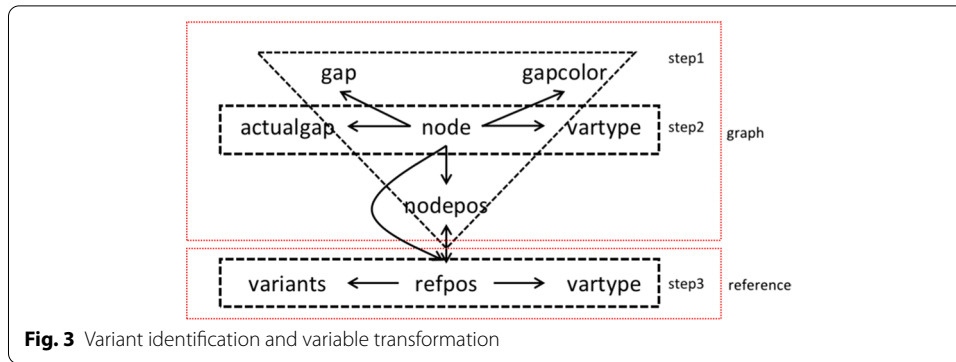 step1
gap gapcolor
actualgap node vartype step2 graph
nodepos
variants refpos vartype step3 reference
Fig. 3 Variant identification and variable transformation